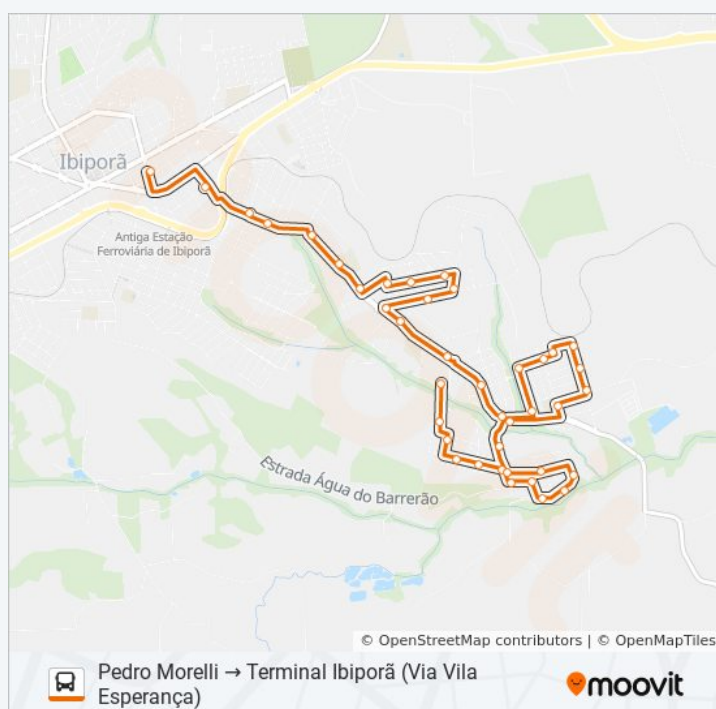 Ibiporã
Antiga Estação
Ferroviária de Ibiporã
Estrada Água do Barrerão
© OpenStreetMap contributors | © OpenMapTiles
Pedro Morelli → Terminal Ibiporã (Via Vila
Esperança)
moovit